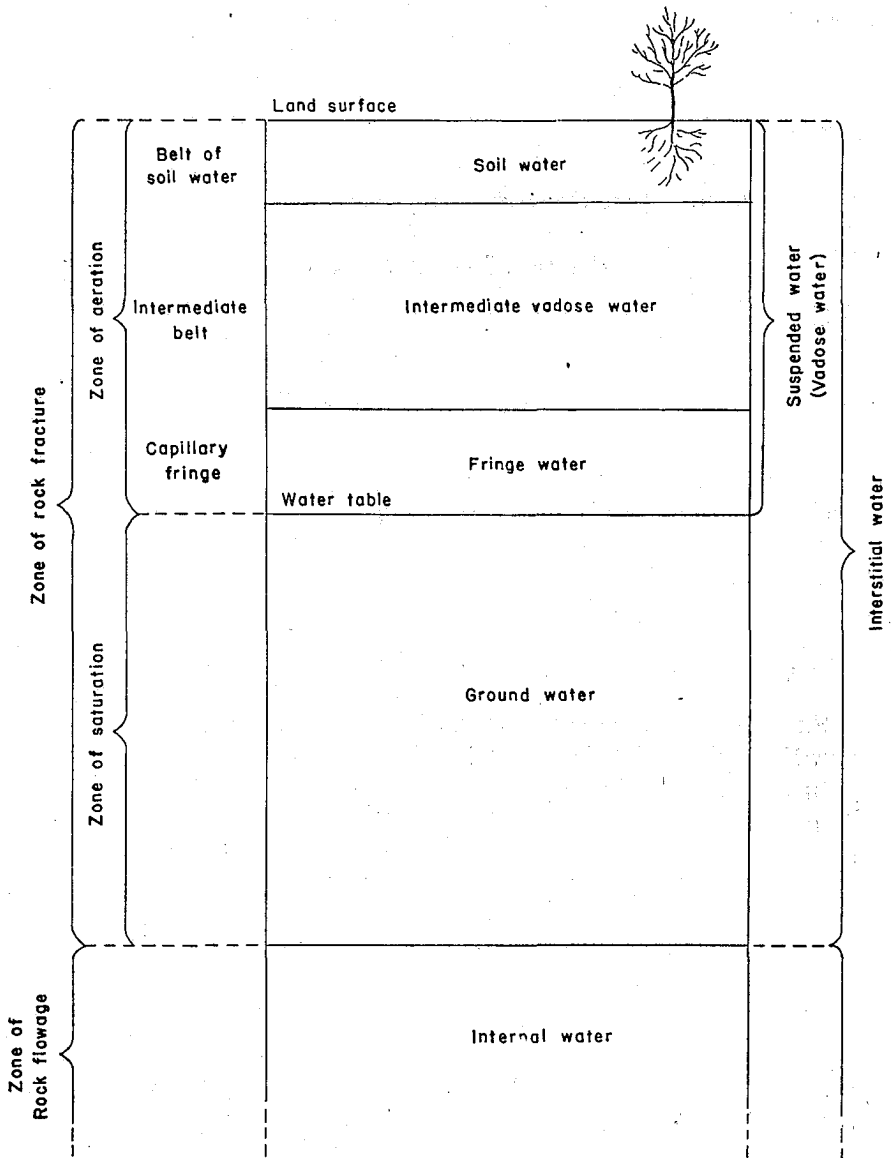 Land surface
Belt of
soil water
Soil water
Zone of aeration
Intermediate
belt
Intermediate vadose water
Suspended water
(Vadose water)
Capillary
fringe
Fringe water
Water table
Zone of rock fracture
Interstitial water
Zone of saturation
Ground water
Zone of
Rock flowage
Internal water